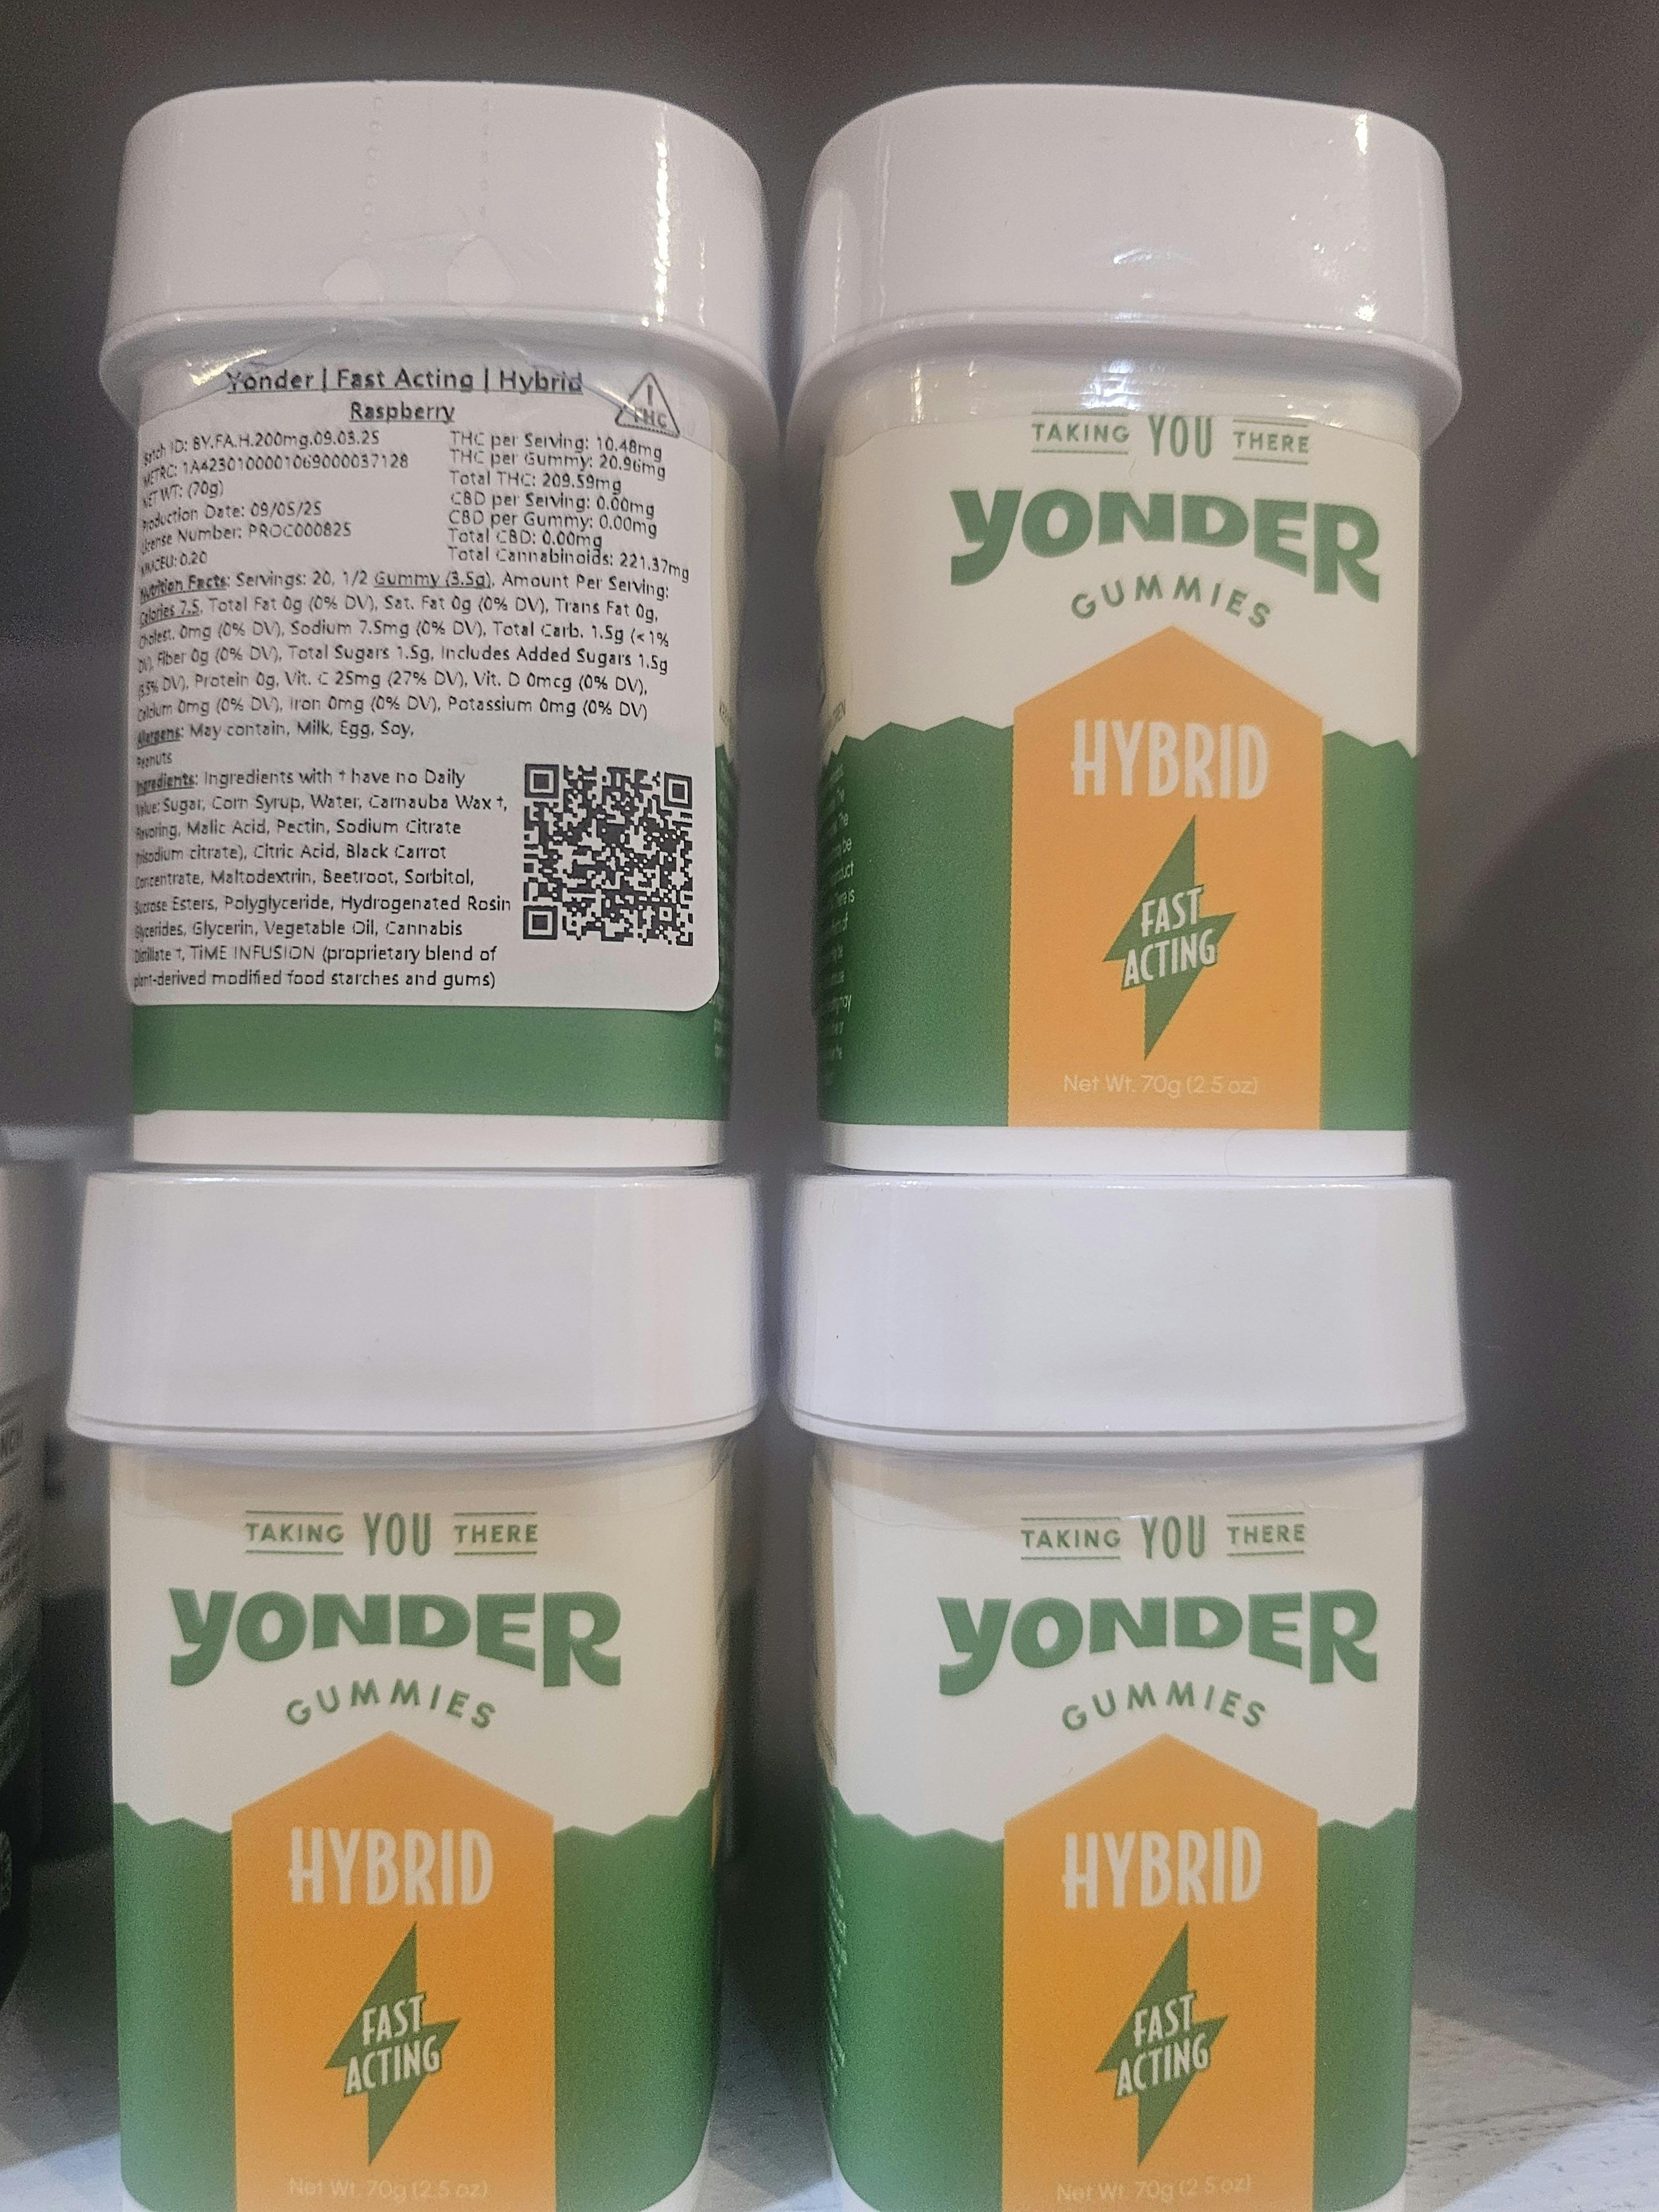 Yonder | Fast Acting | Hybrid
Raspberry
THC
Batch ID: BY.FA.H.200mg.09.03.25
METRC: 1A4230100001069000037128
NET WT: (70g)
Production Date: 09/05/25
License Number: PROC000825
THC per Serving: 10.48mg
THC per Gummy: 20.96mg
Total THC: 209.59mg
CBD per Serving: 0.00mg
CBD per Gummy: 0.00mg
Total CBD: 0.00mg
Total Cannabinoids: 221.37mg
Nutrition Facts: Servings: 20, 1/2 Gummy (3.5g), Amount Per Serving:
Calories 7.5, Total Fat 0g (0% DV), Sat. Fat 0g (0% DV), Trans Fat 0g,
Cholest. 0mg (0% DV), Sodium 7.5mg (0% DV), Total Carb. 1.5g (<1%
DV), Fiber 0g (0% DV), Total Sugars 1.5g, Includes Added Sugars 1.5g
DV), Protein 0g, Vit. C 25mg (27% DV), Vit. D 0mcg (0% DV),
Calcium 0mg (0% DV), Iron 0mg (0% DV), Potassium 0mg (0% DV)
Allergens: May contain, Milk, Egg, Soy,
Peanuts
Ingredients: Ingredients with † have no Daily
Value: Sugar, Corn Syrup, Water, Carnauba Wax †,
Flavoring, Malic Acid, Pectin, Sodium Citrate
(trisodium citrate), Citric Acid, Black Carrot
Concentrate, Maltodextrin, Beetroot, Sorbitol,
Sucrose Esters, Polyglyceride, Hydrogenated Rosin
Glycerides, Glycerin, Vegetable Oil, Cannabis
Distillate †, TiME INFUSION (proprietary blend of
plant-derived modified food starches and gums)
TAKING YOU THERE
YONDER
GUMMIES
HYBRID
FAST
ACTING
Net Wt. 70g (2.5 oz)
TAKING YOU THERE
YONDER
GUMMIES
HYBRID
FAST
ACTING
Net Wt. 70g (2.5 oz)
TAKING YOU THERE
YONDER
GUMMIES
HYBRID
FAST
ACTING
Net Wt. 70g (2.5 oz)